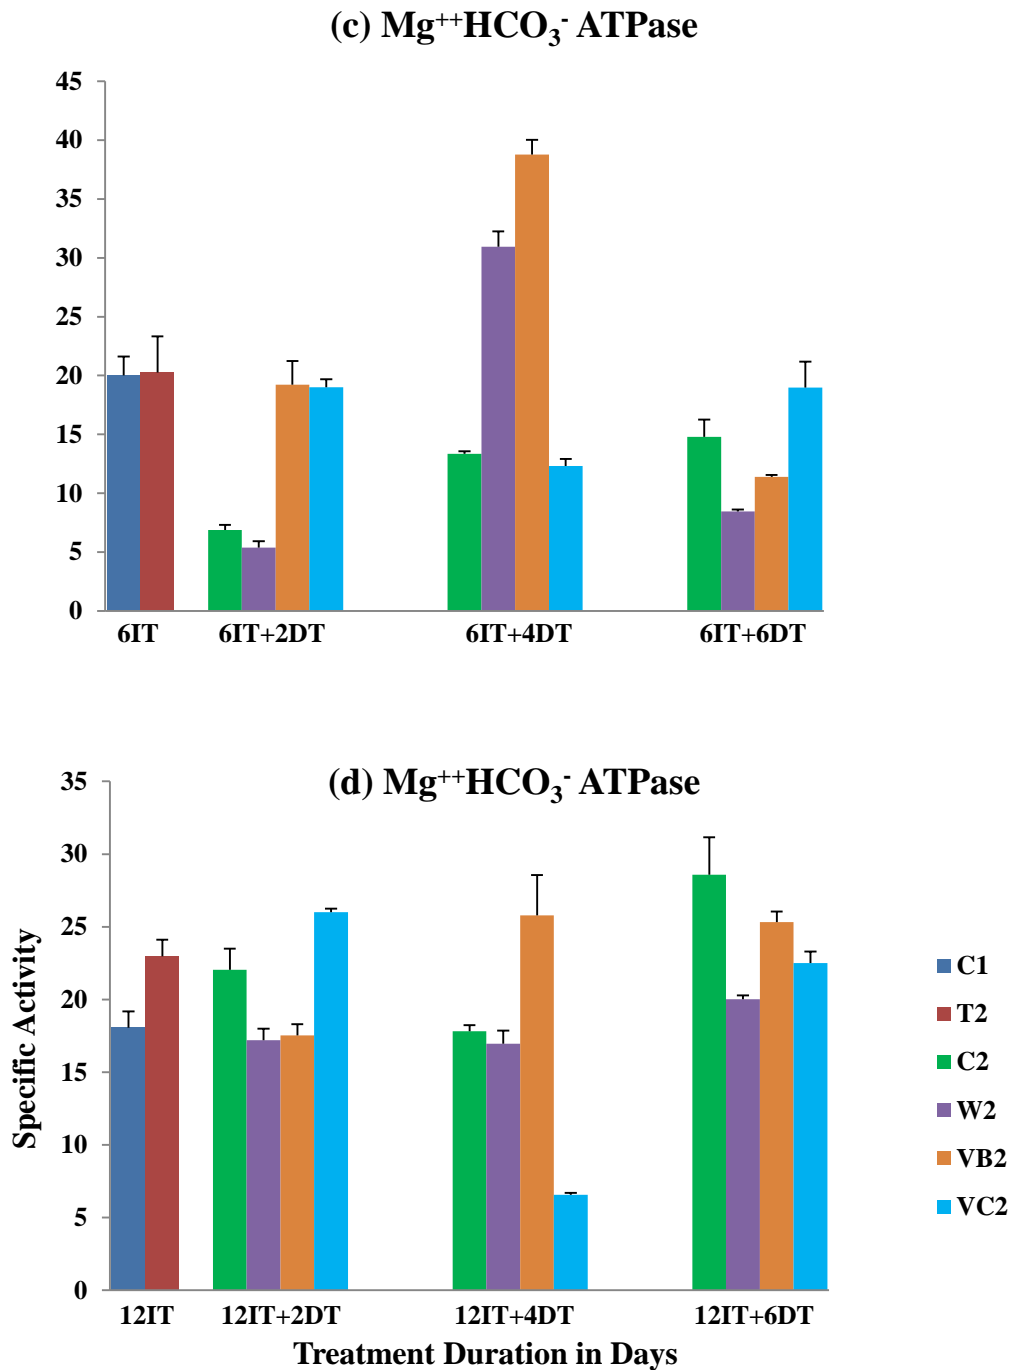 (c) Mg⁺⁺HCO₃⁻ ATPase
45
40
35
30
25
20
15
10
5
0
6IT 6IT+2DT 6IT+4DT 6IT+6DT
(d) Mg⁺⁺HCO₃⁻ ATPase
35
30
25
20
15
10
5
0
Specific Activity
12IT 12IT+2DT 12IT+4DT 12IT+6DT
Treatment Duration in Days
C1
T2
C2
W2
VB2
VC2